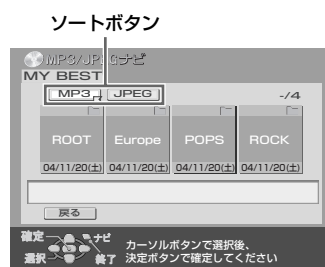 ソートボタン
MP3/JPEGナビ
MY BEST
MP3 JPEG
-/4
ROOT Europe POPS ROCK
04/11/20(土) 04/11/20(土) 04/11/20(土) 04/11/20(土)
戻る
確定 ナビ
選択 終了
カーソルボタンで選択後、
決定ボタンで確定してください